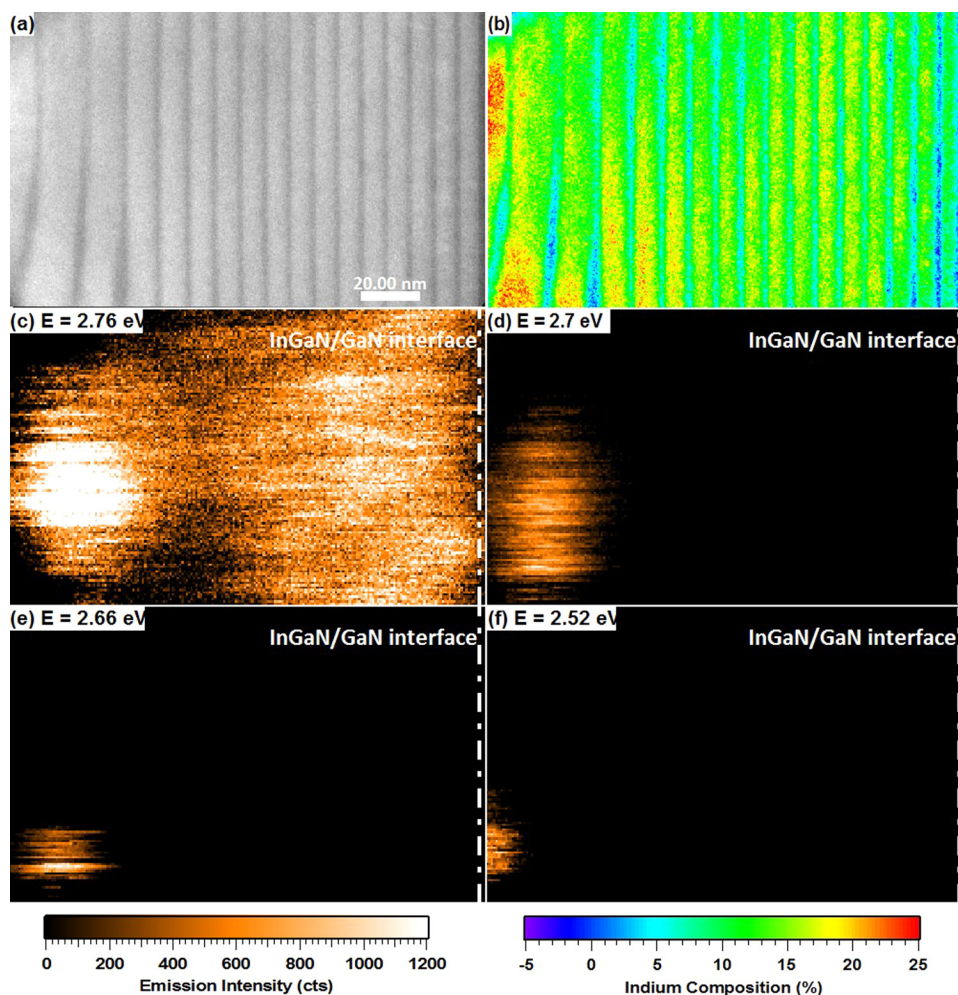 (a)
(b)
20.00 nm
(c) E = 2.76 eV
InGaN/GaN interface
(d) E = 2.7 eV
InGaN/GaN interface
(e) E = 2.66 eV
InGaN/GaN interface
(f) E = 2.52 eV
InGaN/GaN interface
0 200 400 600 800 1000 1200
Emission Intensity (cts)
-5 0 5 10 15 20 25
Indium Composition (%)